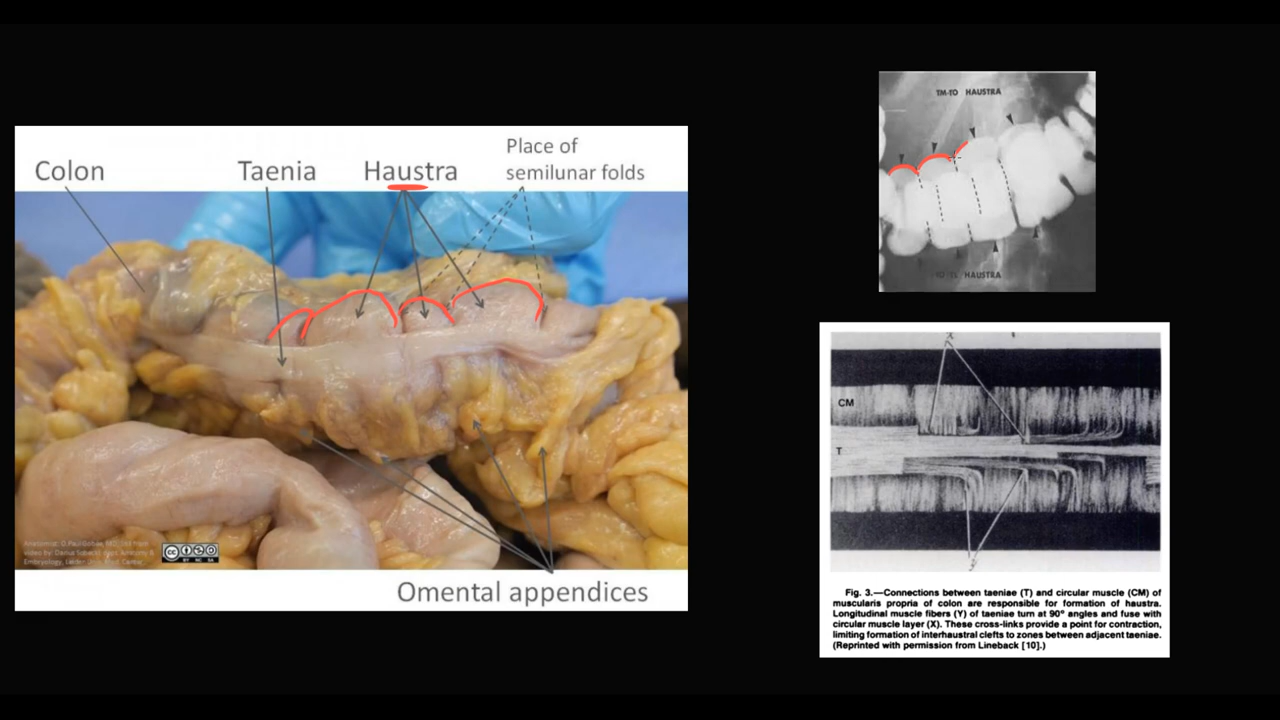 Colon
Taenia
Haustra
Place of
semilunar folds
Omental appendices
TM-TO HAUSTRA
HAUSTRA
CM
T
Fig. 3.—Connections between taeniae (T) and circular muscle (CM) of
muscularis propria of colon are responsible for formation of haustra.
Longitudinal muscle fibers (Y) of taeniae turn at 90° angles and fuse with
circular muscle layer (X). These cross-links provide a point for contraction,
limiting formation of interhaustral clefts to zones between adjacent taeniae.
(Reprinted with permission from Lineback [10].)